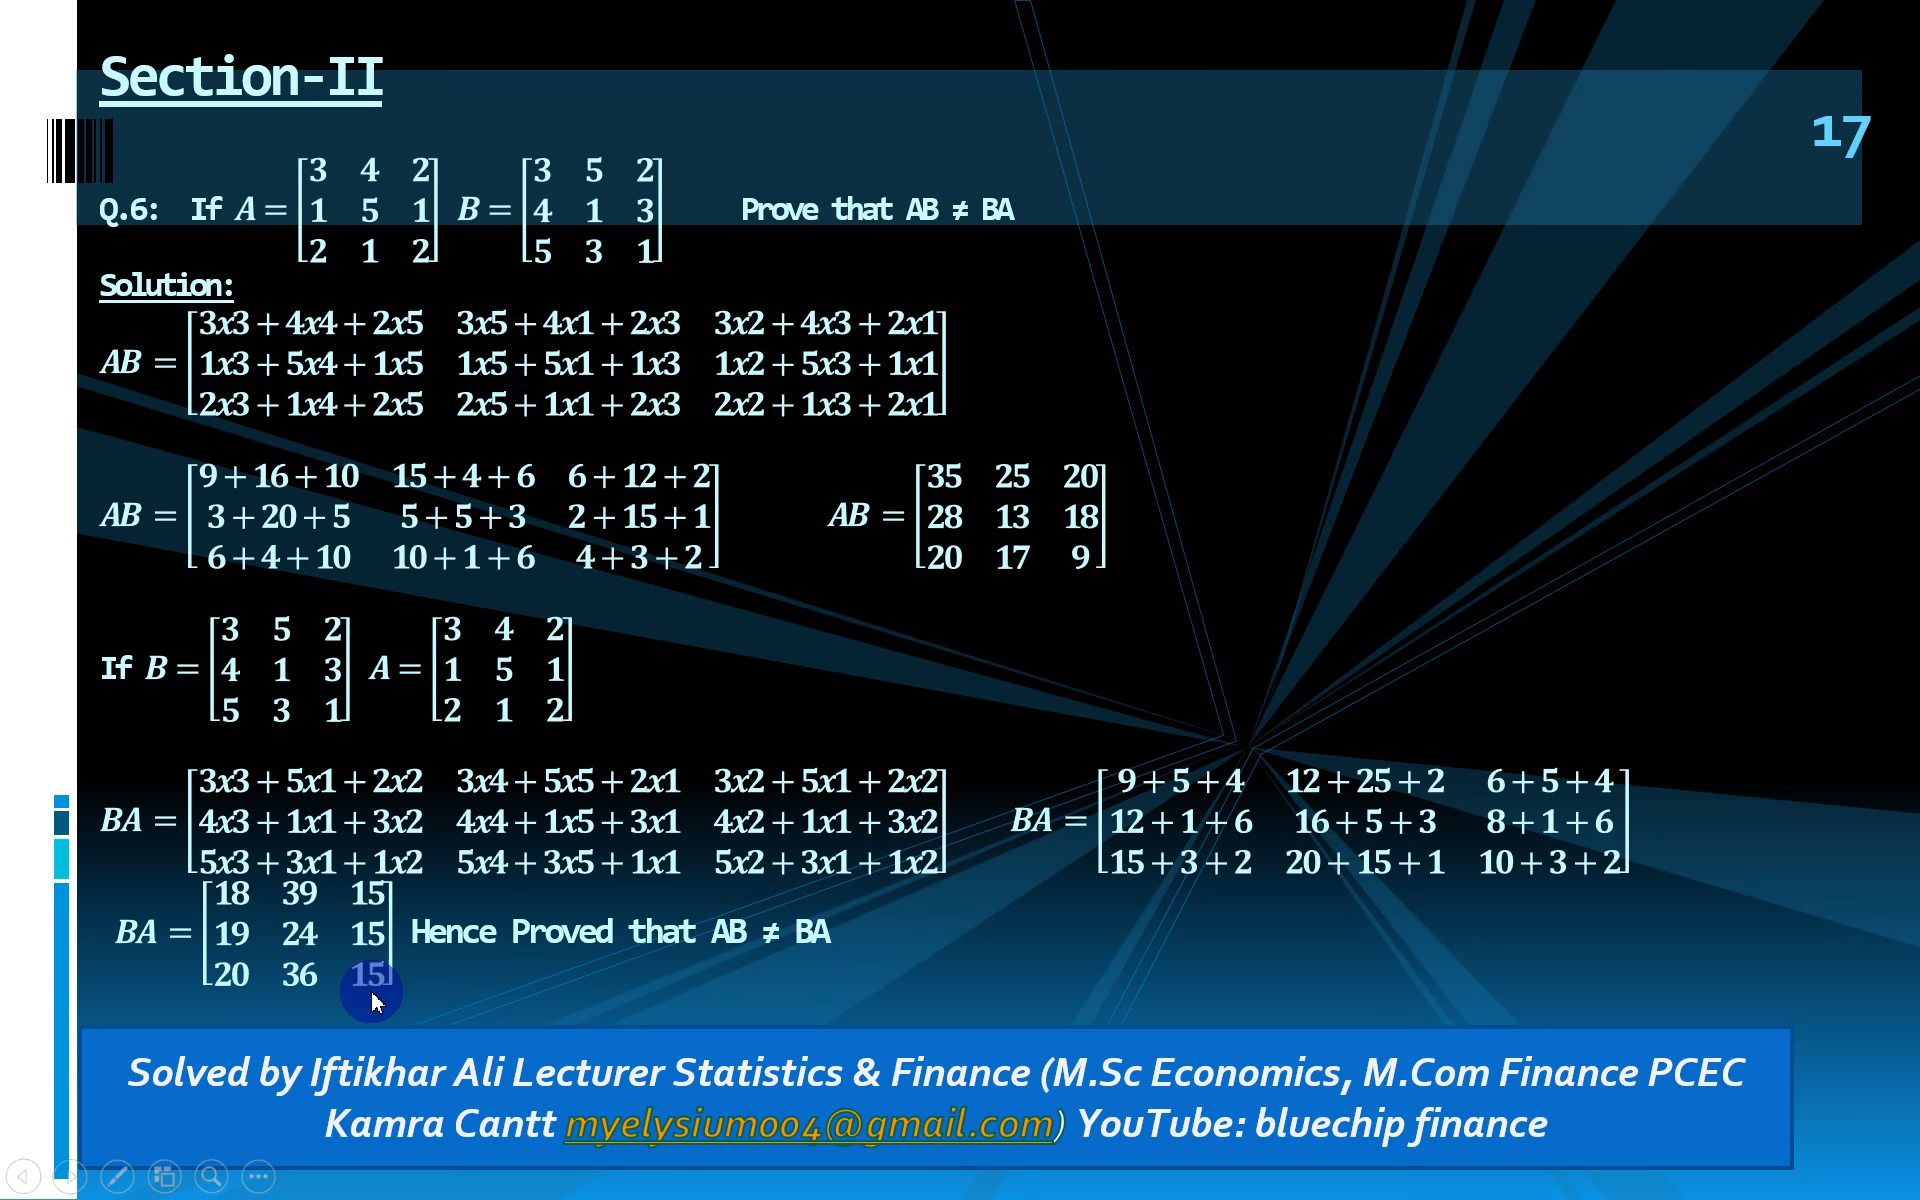 Section-II
17
Q.6: If A = [3 4 2; 1 5 1; 2 1 2] B = [3 5 2; 4 1 3; 5 3 1] Prove that AB ≠ BA
Solution:
AB = [3x3+4x4+2x5 3x5+4x1+2x3 3x2+4x3+2x1; 1x3+5x4+1x5 1x5+5x1+1x3 1x2+5x3+1x1; 2x3+1x4+2x5 2x5+1x1+2x3 2x2+1x3+2x1]
AB = [9+16+10 15+4+6 6+12+2; 3+20+5 5+5+3 2+15+1; 6+4+10 10+1+6 4+3+2] AB = [35 25 20; 28 13 18; 20 17 9]
If B = [3 5 2; 4 1 3; 5 3 1] A = [3 4 2; 1 5 1; 2 1 2]
BA = [3x3+5x1+2x2 3x4+5x5+2x1 3x2+5x1+2x2; 4x3+1x1+3x2 4x4+1x5+3x1 4x2+1x1+3x2; 5x3+3x1+1x2 5x4+3x5+1x1 5x2+3x1+1x2] BA = [9+5+4 12+25+2 6+5+4; 12+1+6 16+5+3 8+1+6; 15+3+2 20+15+1 10+3+2]
BA = [18 39 15; 19 24 15; 20 36 15] Hence Proved that AB ≠ BA
Solved by Iftikhar Ali Lecturer Statistics & Finance (M.Sc Economics, M.Com Finance PCEC
Kamra Cantt myelysium004@gmail.com) YouTube: bluechip finance